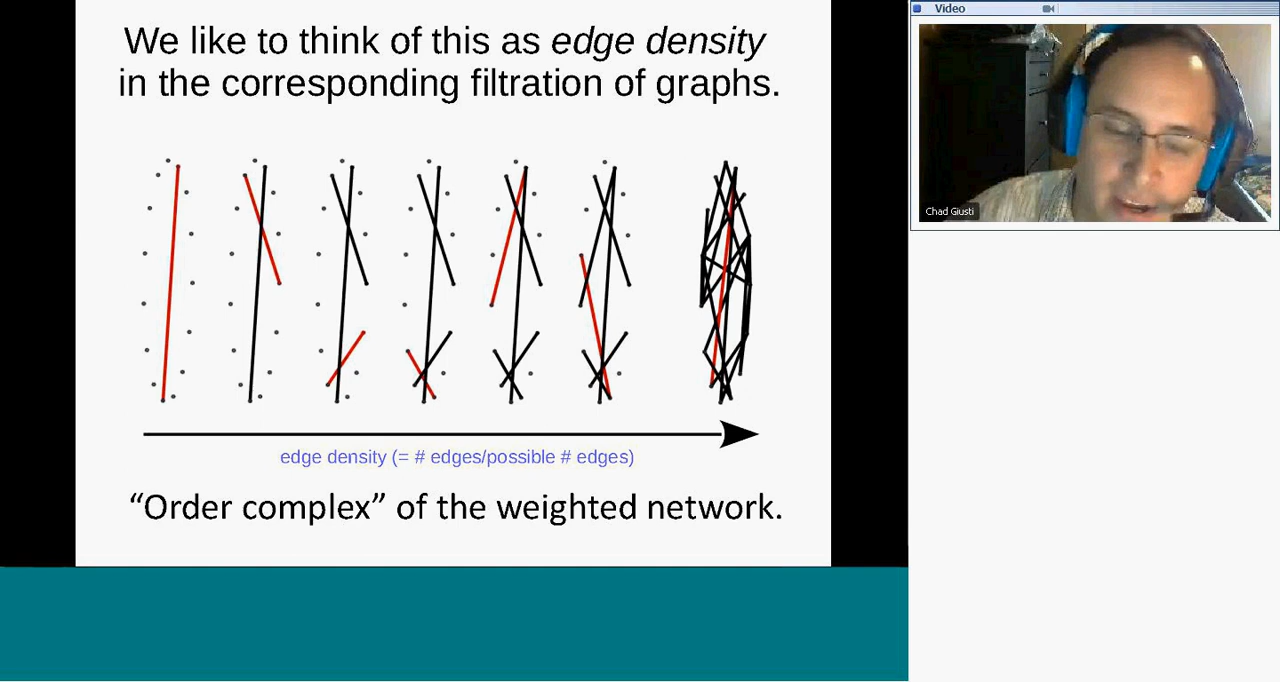 We like to think of this as edge density
in the corresponding filtration of graphs.
edge density (= # edges/possible # edges)
“Order complex” of the weighted network.
Video
Chad Giusti